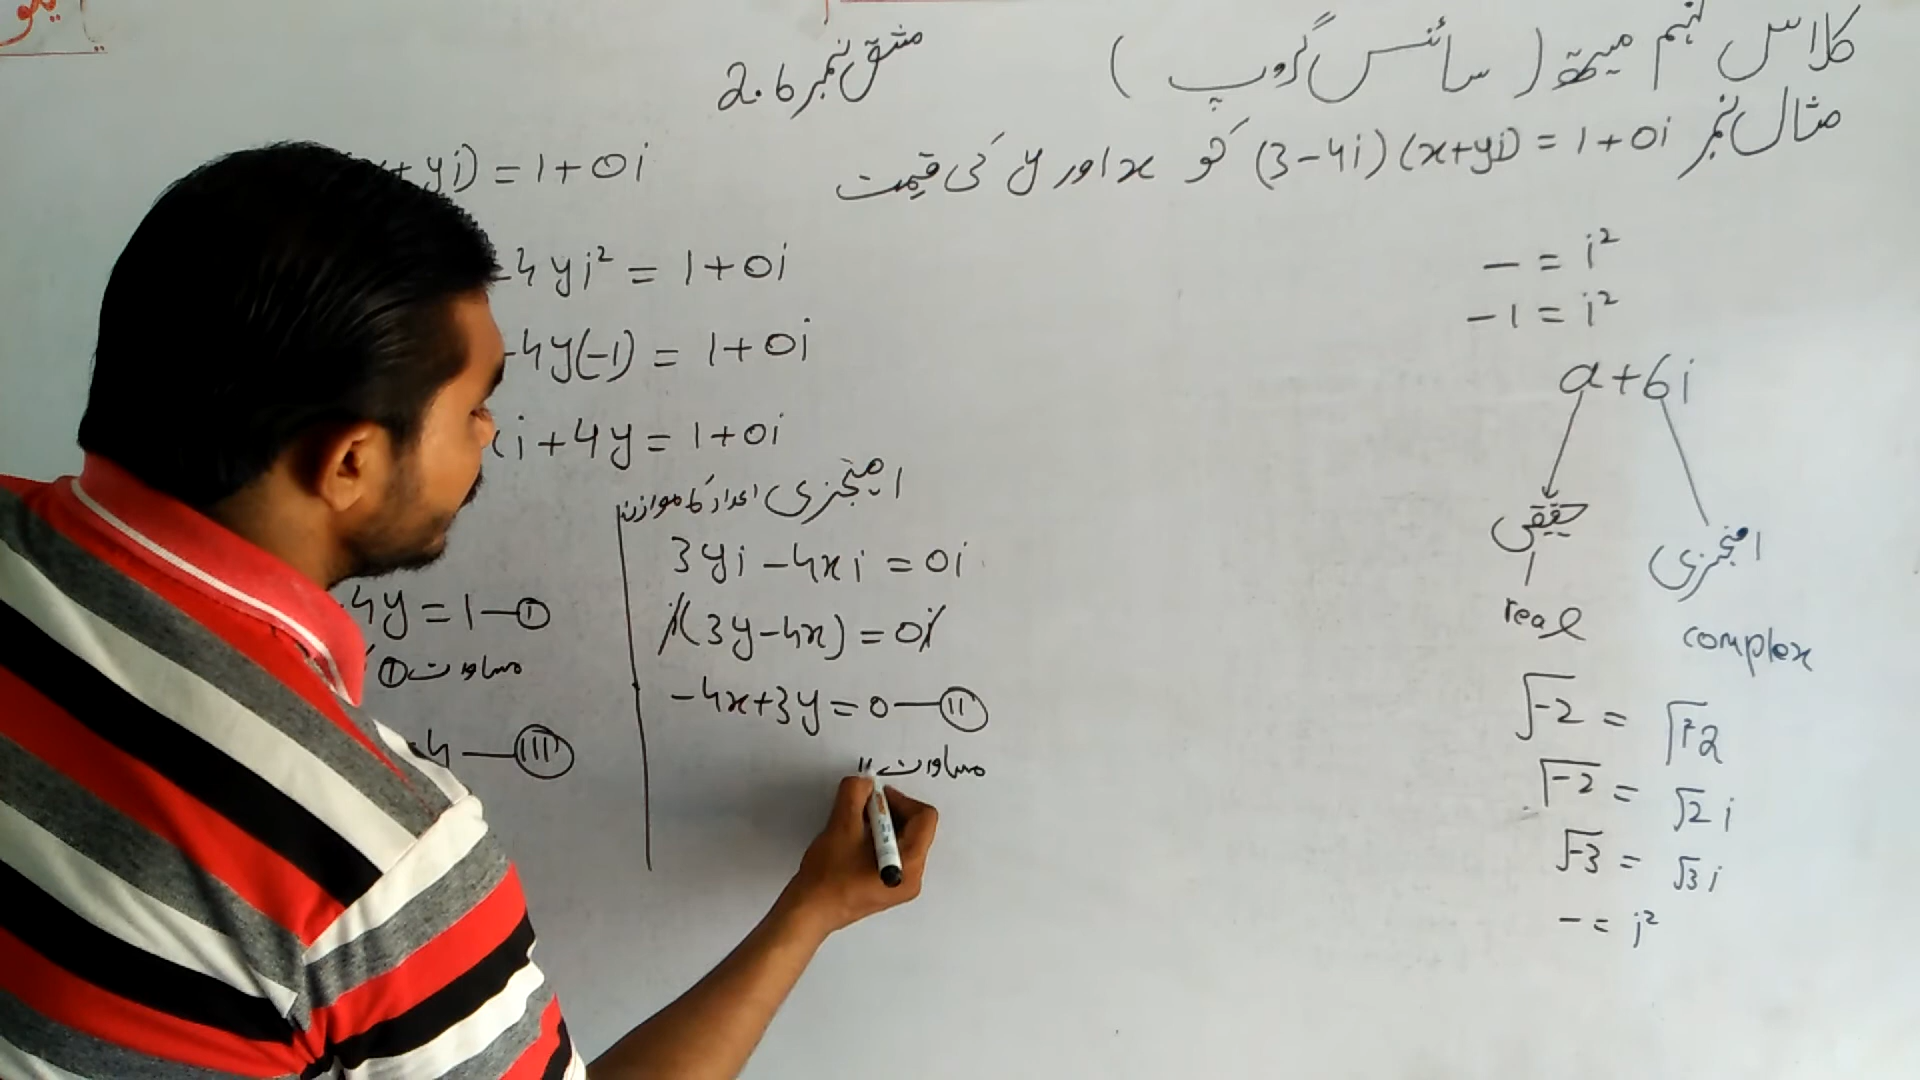 کلاس نہم میتھ (سائنس گروپ)
مشق نمبر 2.6
مثال نمبر (3-4i)(x+yi) = 1+0i کو x اور y کی قیمت
+yi) = 1+0i
-4yi² = 1+0i
-4y(-1) = 1+0i
i+4y = 1+0i
4y = 1 — I
مساوات I
4 — III
امیجنری اعداد کا موازنہ
3yi - 4xi = 0i
i(3y-4x) = 0i
-4x+3y = 0 — II
مساوات II
— = i²
-1 = i²
a+bi
حقیقی
امیجنری
real
complex
√-2 = √i²2
√-2 = √2 i
√-3 = √3 i
— = i²